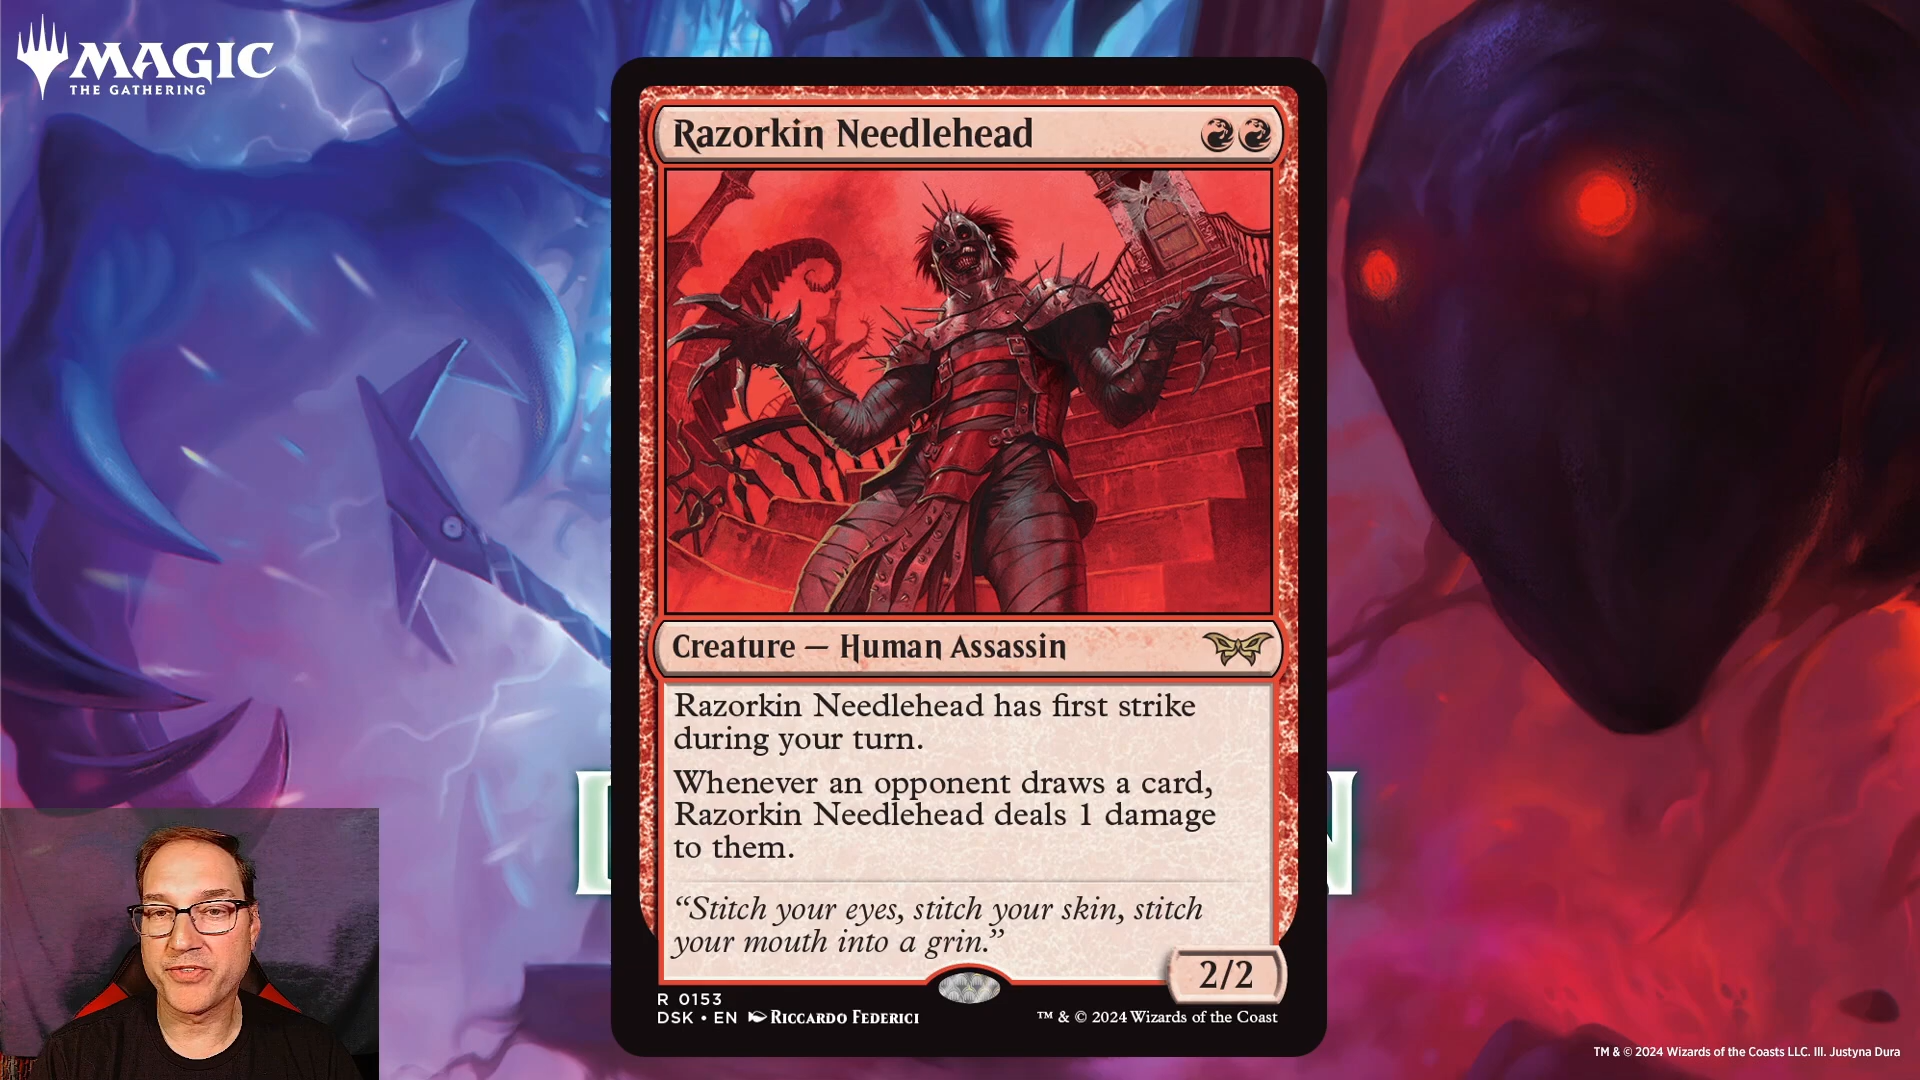 MAGIC
THE GATHERING
Razorkin Needlehead
Creature — Human Assassin
Razorkin Needlehead has first strike
during your turn.
Whenever an opponent draws a card,
Razorkin Needlehead deals 1 damage
to them.
“Stitch your eyes, stitch your skin, stitch
your mouth into a grin.”
2/2
R 0153
DSK • EN RICCARDO FEDERICI
™ & © 2024 Wizards of the Coast
TM & © 2024 Wizards of the Coasts LLC. Ill. Justyna Dura